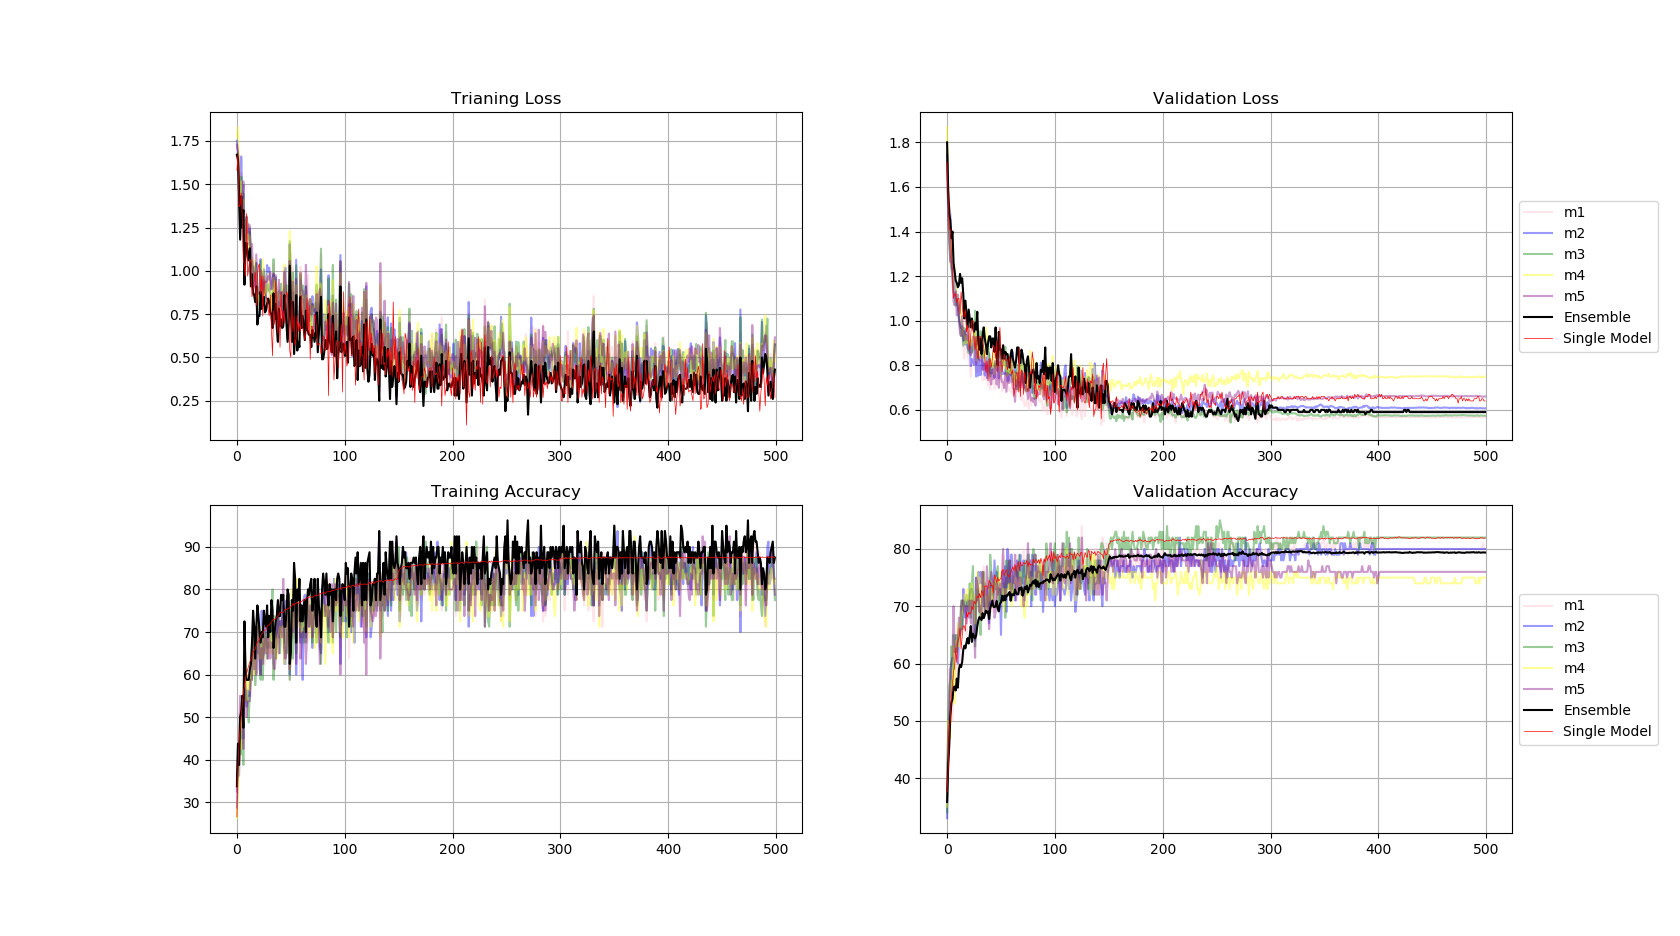 Trianing Loss
1.75
1.50
1.25
1.00
0.75
0.50
0.25
0 100 200 300 400 500
Validation Loss
1.8
1.6
1.4
1.2
1.0
0.8
0.6
0 100 200 300 400 500
m1
m2
m3
m4
m5
Ensemble
Single Model
Training Accuracy
90
80
70
60
50
40
30
0 100 200 300 400 500
Validation Accuracy
80
70
60
50
40
0 100 200 300 400 500
m1
m2
m3
m4
m5
Ensemble
Single Model